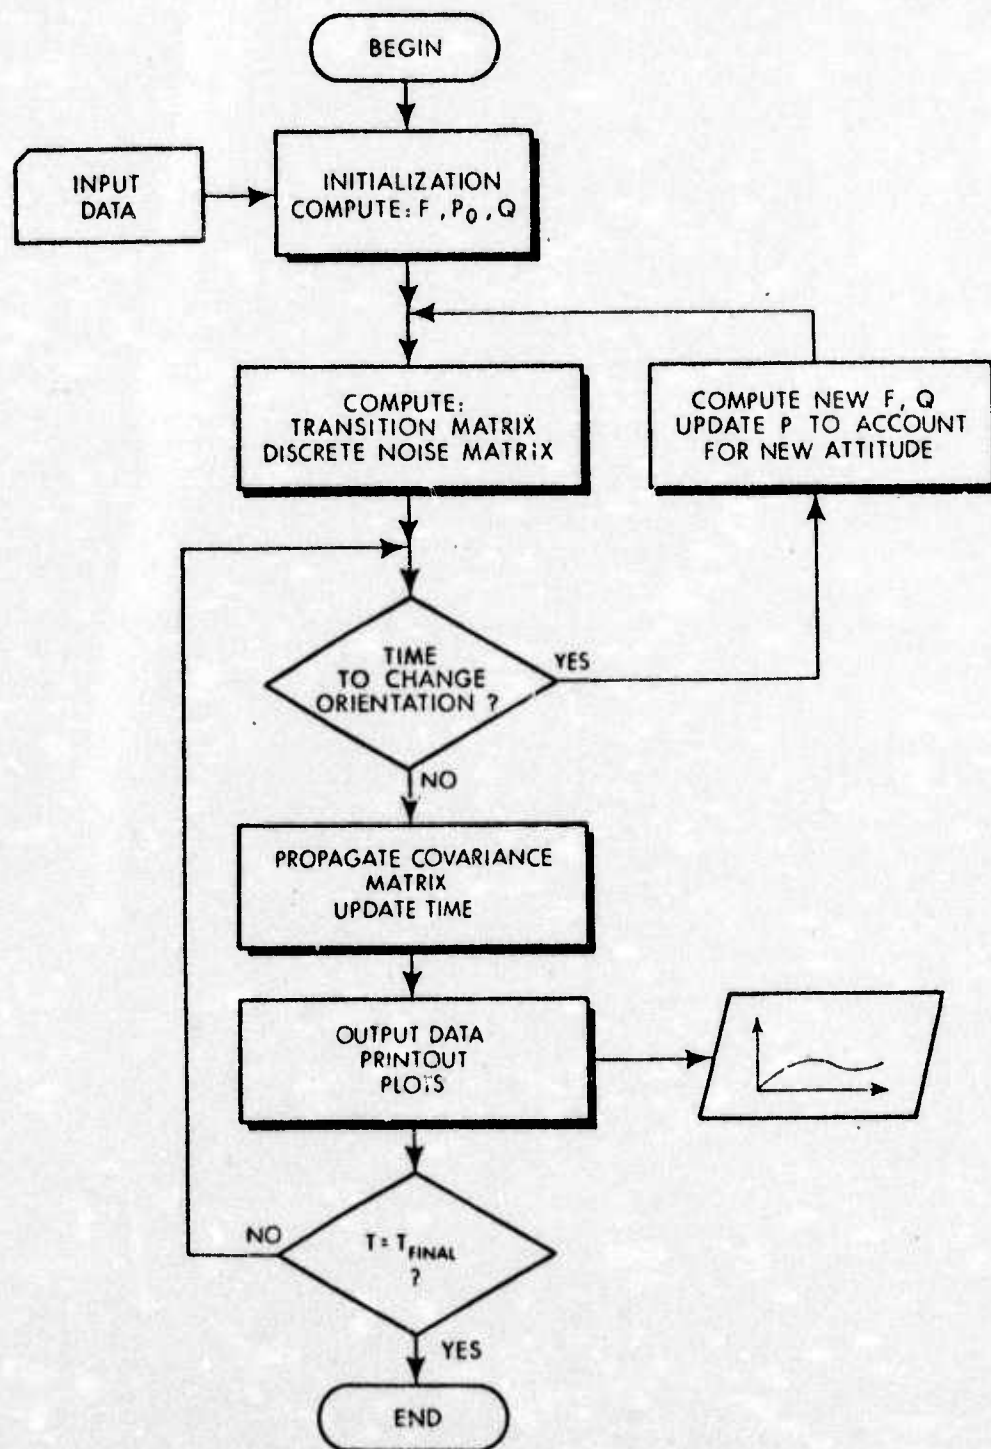 BEGIN
INPUT
DATA
INITIALIZATION
COMPUTE: F , P₀ , Q
COMPUTE:
TRANSITION MATRIX
DISCRETE NOISE MATRIX
COMPUTE NEW F, Q
UPDATE P TO ACCOUNT
FOR NEW ATTITUDE
TIME
TO CHANGE
ORIENTATION ?
YES
NO
PROPAGATE COVARIANCE
MATRIX
UPDATE TIME
OUTPUT DATA
PRINTOUT
PLOTS
NO
T = T_FINAL
?
YES
END